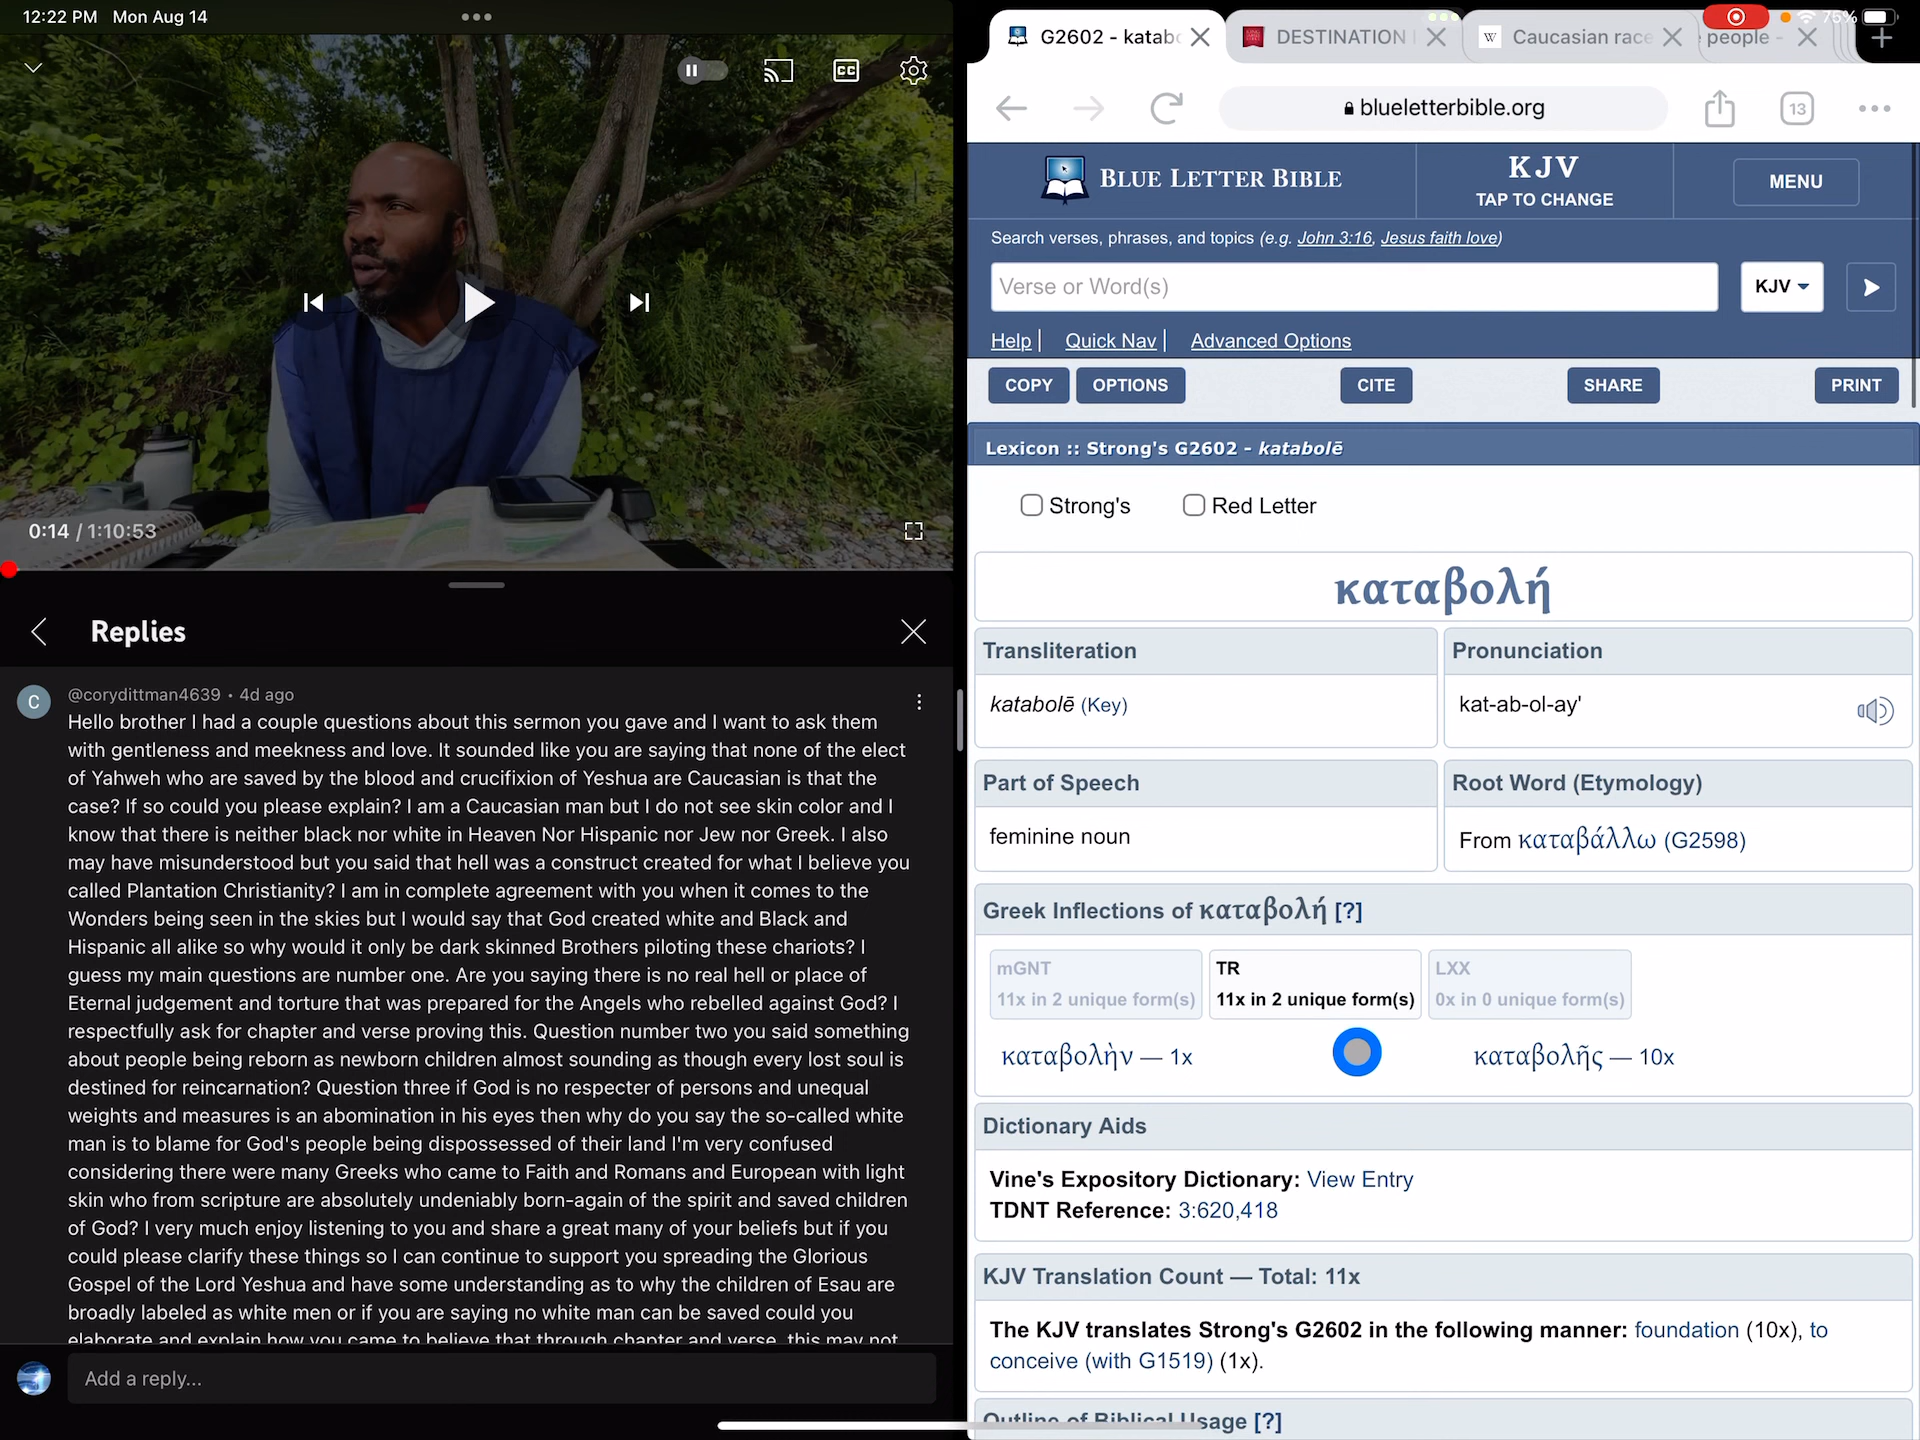 12:22 PM Mon Aug 14
CC
0:14 / 1:10:53
Replies
C
@corydittman4639 • 4d ago
Hello brother I had a couple questions about this sermon you gave and I want to ask them
with gentleness and meekness and love. It sounded like you are saying that none of the elect
of Yahweh who are saved by the blood and crucifixion of Yeshua are Caucasian is that the
case? If so could you please explain? I am a Caucasian man but I do not see skin color and I
know that there is neither black nor white in Heaven Nor Hispanic nor Jew nor Greek. I also
may have misunderstood but you said that hell was a construct created for what I believe you
called Plantation Christianity? I am in complete agreement with you when it comes to the
Wonders being seen in the skies but I would say that God created white and Black and
Hispanic all alike so why would it only be dark skinned Brothers piloting these chariots? I
guess my main questions are number one. Are you saying there is no real hell or place of
Eternal judgement and torture that was prepared for the Angels who rebelled against God? I
respectfully ask for chapter and verse proving this. Question number two you said something
about people being reborn as newborn children almost sounding as though every lost soul is
destined for reincarnation? Question three if God is no respecter of persons and unequal
weights and measures is an abomination in his eyes then why do you say the so-called white
man is to blame for God's people being dispossessed of their land I'm very confused
considering there were many Greeks who came to Faith and Romans and European with light
skin who from scripture are absolutely undeniably born-again of the spirit and saved children
of God? I very much enjoy listening to you and share a great many of your beliefs but if you
could please clarify these things so I can continue to support you spreading the Glorious
Gospel of the Lord Yeshua and have some understanding as to why the children of Esau are
broadly labeled as white men or if you are saying no white man can be saved could you
elaborate and explain how you came to believe that through chapter and verse, this may not
Add a reply...
G2602 - katabo
DESTINATION
W Caucasian race
people -
75%
blueletterbible.org
13
BLUE LETTER BIBLE
KJV
TAP TO CHANGE
MENU
Search verses, phrases, and topics (e.g. John 3:16, Jesus faith love)
Verse or Word(s)
KJV
Help | Quick Nav | Advanced Options
COPY OPTIONS CITE SHARE PRINT
Lexicon :: Strong's G2602 - katabolē
Strong's Red Letter
καταβολή
Transliteration
katabolē (Key)
Pronunciation
kat-ab-ol-ay'
Part of Speech
feminine noun
Root Word (Etymology)
From καταβάλλω (G2598)
Greek Inflections of καταβολή [?]
mGNT
11x in 2 unique form(s)
TR
11x in 2 unique form(s)
LXX
0x in 0 unique form(s)
καταβολὴν — 1x
καταβολῆς — 10x
Dictionary Aids
Vine's Expository Dictionary: View Entry
TDNT Reference: 3:620,418
KJV Translation Count — Total: 11x
The KJV translates Strong's G2602 in the following manner: foundation (10x), to
conceive (with G1519) (1x).
Outline of Biblical Usage [?]